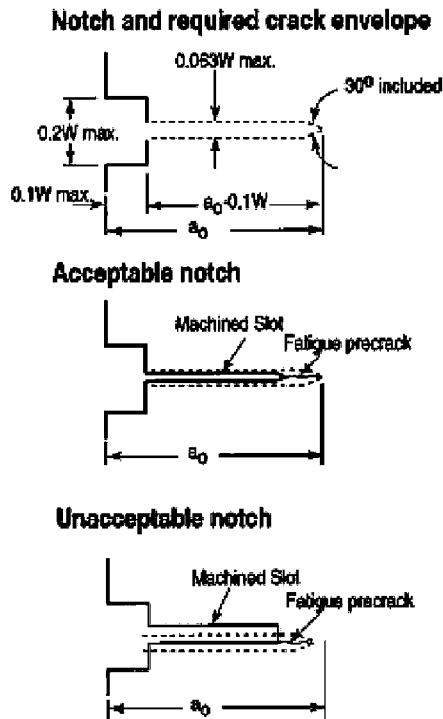 Notch and required crack envelope
0.063W max.
30° included
0.2W max.
0.1W max.
a₀-0.1W
a₀
Acceptable notch
Machined Slot
Fatigue precrack
a₀
Unacceptable notch
Machined Slot
Fatigue precrack
a₀